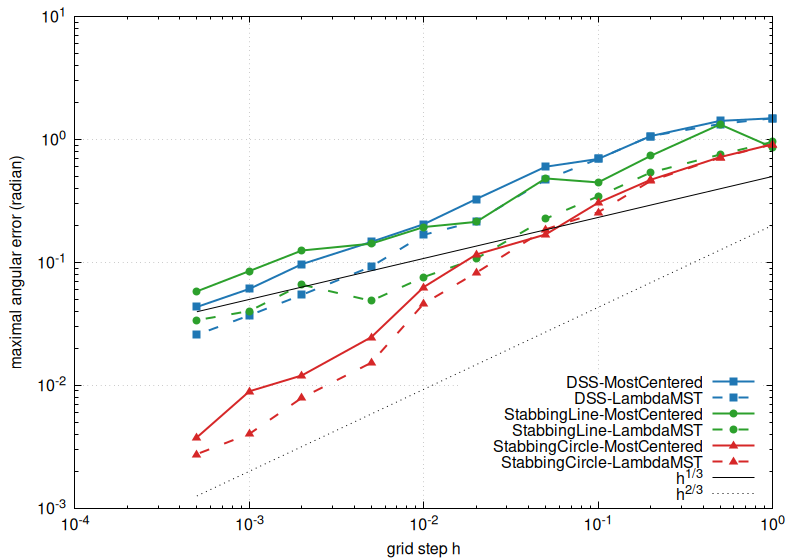 10^1
10^0
10^-1
10^-2
10^-3
maximal angular error (radian)
DSS-MostCentered
DSS-LambdaMST
StabbingLine-MostCentered
StabbingLine-LambdaMST
StabbingCircle-MostCentered
StabbingCircle-LambdaMST
h^1/3
h^2/3
10^-4 10^-3 10^-2 10^-1 10^0
grid step h